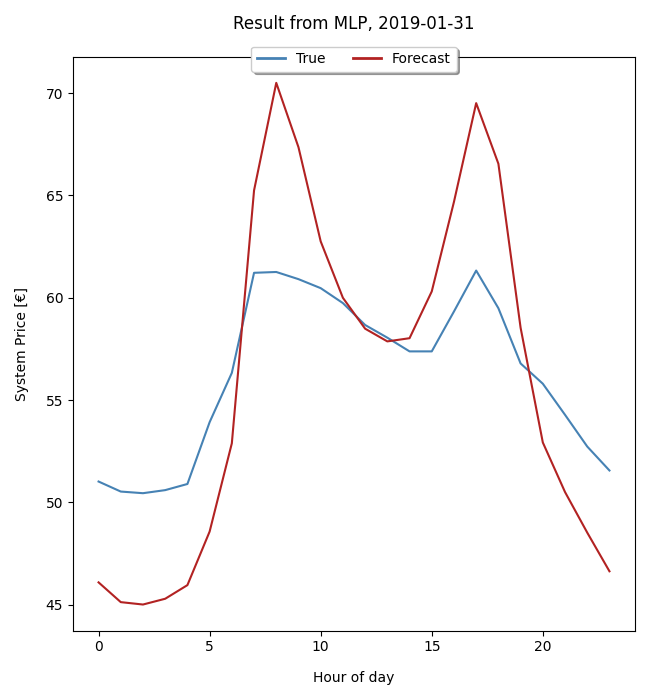 Result from MLP, 2019-01-31
True Forecast
70
65
60
55
50
45
System Price [€]
0 5 10 15 20
Hour of day